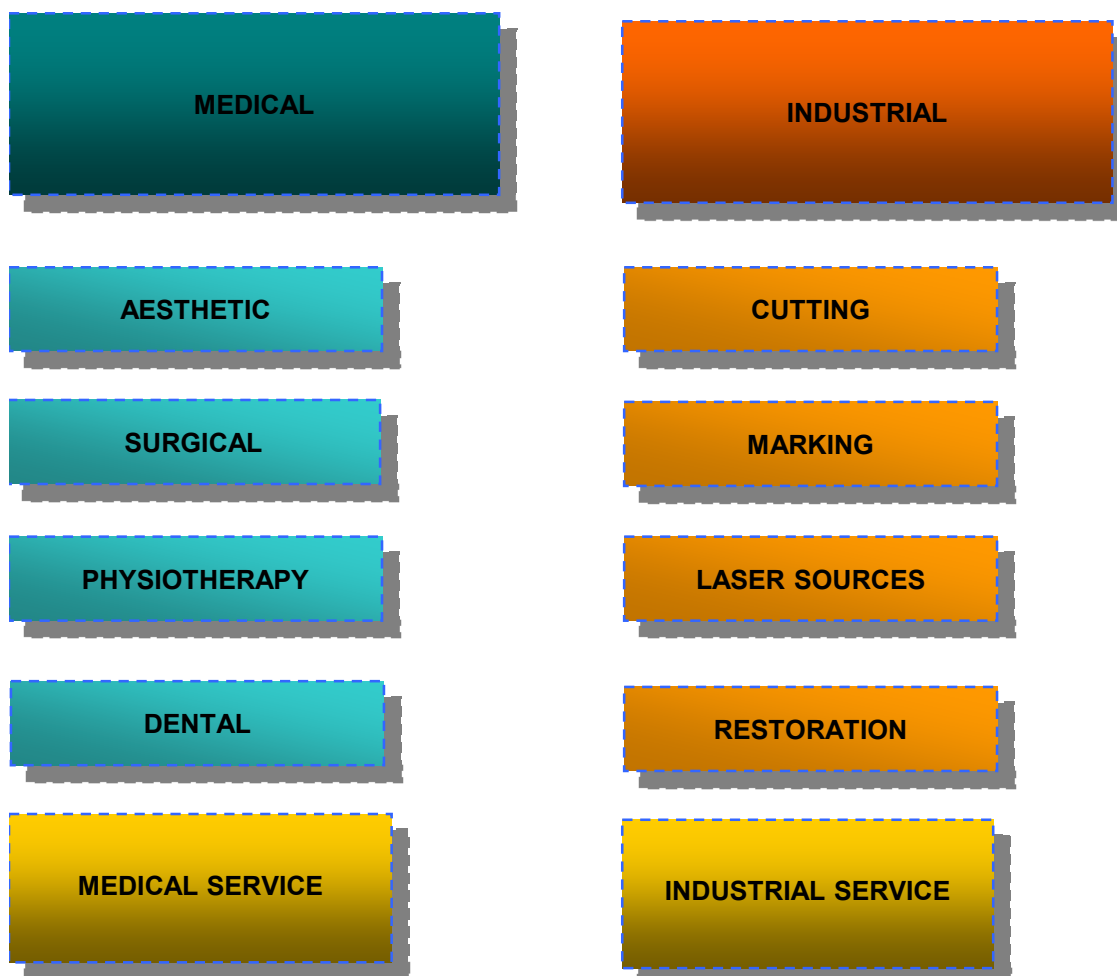 MEDICAL
INDUSTRIAL
AESTHETIC
CUTTING
SURGICAL
MARKING
PHYSIOTHERAPY
LASER SOURCES
DENTAL
RESTORATION
MEDICAL SERVICE
INDUSTRIAL SERVICE